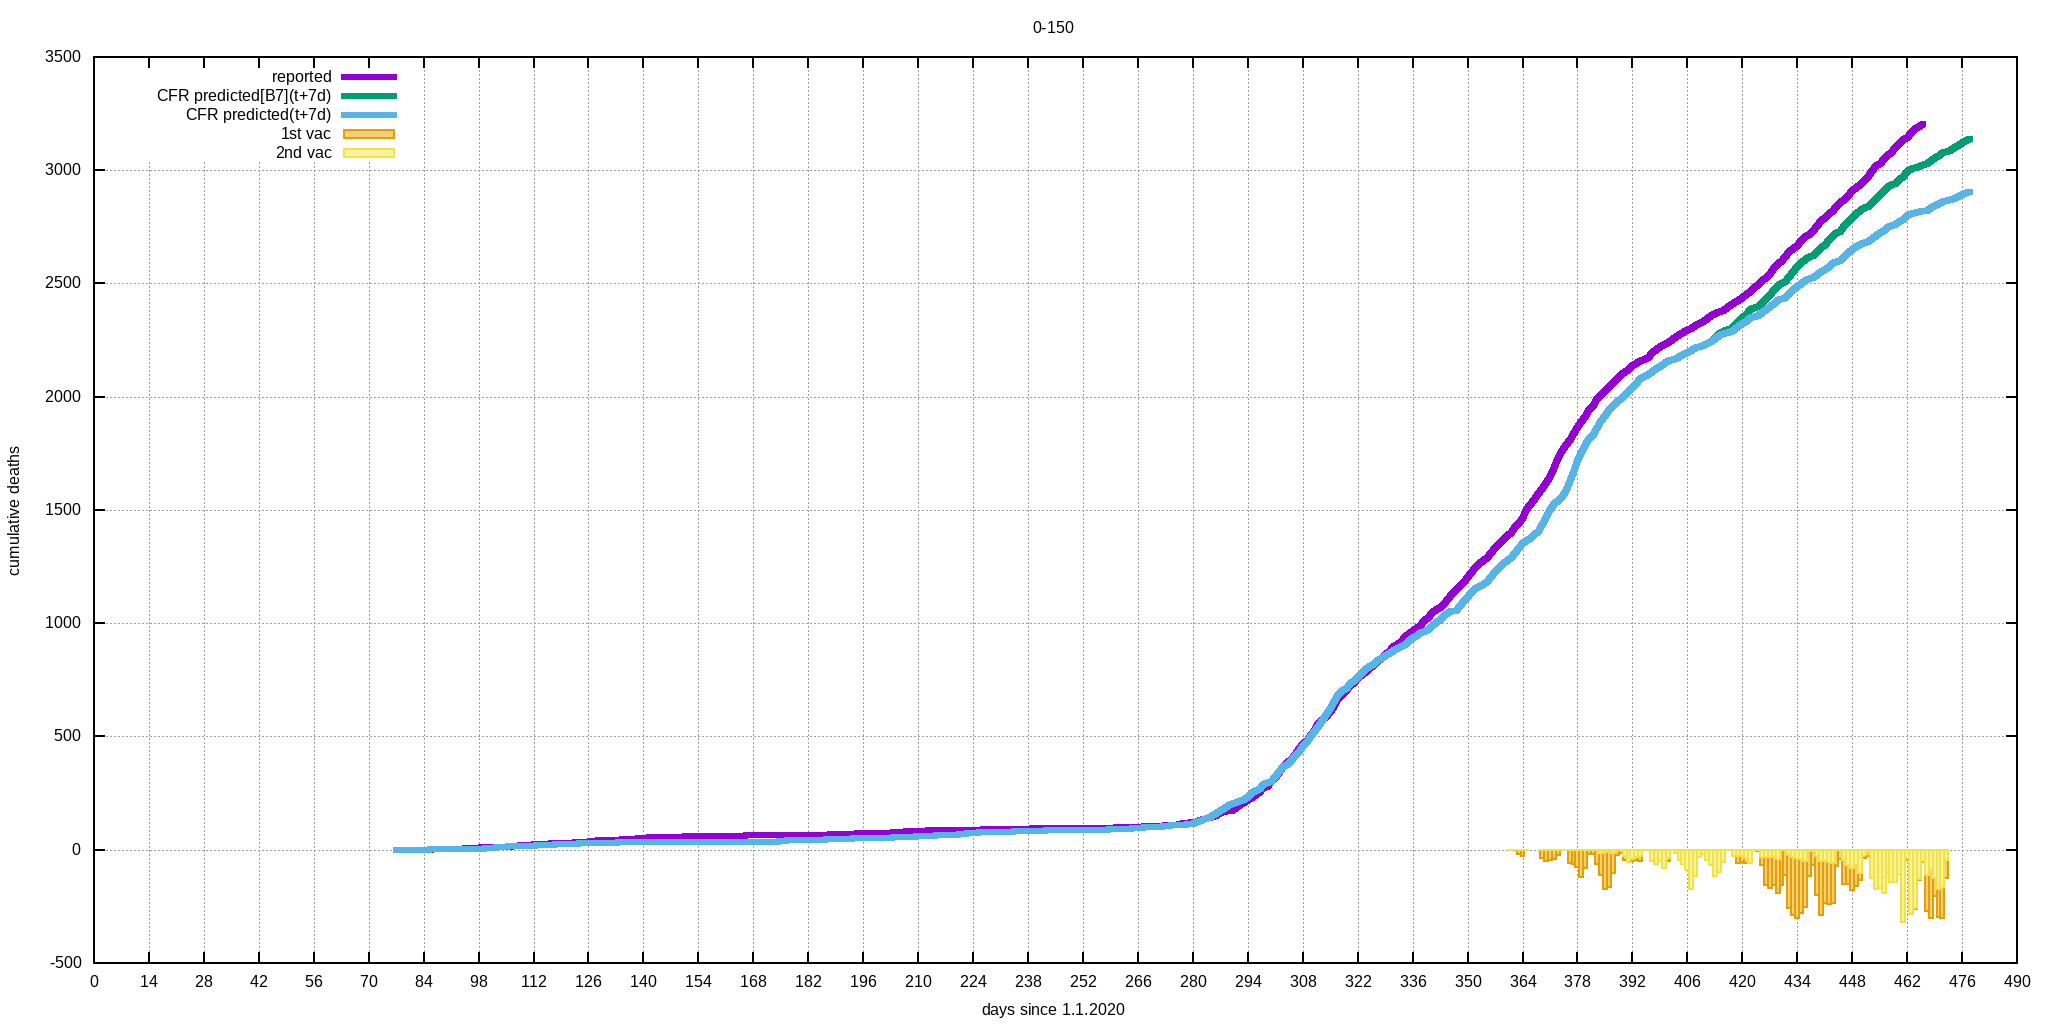 0-150
3500
3000
2500
2000
1500
1000
500
0
-500
cumulative deaths
reported
CFR predicted[B7](t+7d)
CFR predicted(t+7d)
1st vac
2nd vac
0 14 28 42 56 70 84 98 112 126 140 154 168 182 196 210 224 238 252 266 280 294 308 322 336 350 364 378 392 406 420 434 448 462 476 490
days since 1.1.2020